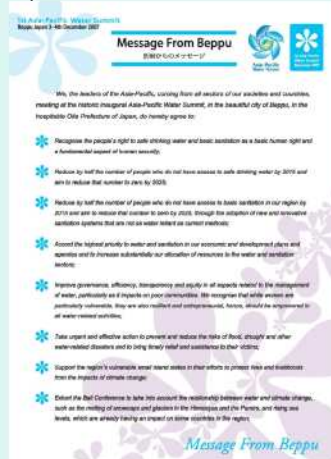 1st Asia-Pacific Water Summit
Beppu, Japan 3-4th December 2007
Message From Beppu
別府からのメッセージ
We, the leaders of the Asia-Pacific, coming from all sectors of our societies and countries,
meeting at the historic inaugural Asia-Pacific Water Summit, in the beautiful city of Beppu, in the
hospitable Oita Prefecture of Japan, do hereby agree to:
Recognise the people's right to safe drinking water and basic sanitation as a basic human right and
a fundamental aspect of human security;
Reduce by half the number of people who do not have access to safe drinking water by 2015 and
aim to reduce that number to zero by 2025;
Reduce by half the number of people who do not have access to basic sanitation in our region by
2015 and aim to reduce that number to zero by 2025, through the adoption of new and innovative
sanitation systems that are not as water reliant as current methods;
Accord the highest priority to water and sanitation in our economic and development plans and
agendas and to increase substantially our allocation of resources to the water and sanitation
sectors;
Improve governance, efficiency, transparency and equity in all aspects related to the management
of water, particularly as it impacts on poor communities. We recognise that while women are
particularly vulnerable, they are also resilient and entrepreneurial, hence, should be empowered in
all water-related activities;
Take urgent and effective action to prevent and reduce the risks of flood, drought and other
water-related disasters and to bring timely relief and assistance to their victims;
Support the region's vulnerable small island states in their efforts to protect lives and livelihoods
from the impacts of climate change;
Exhort the Bali Conference to take into account the relationship between water and climate change,
such as the melting of snowcaps and glaciers in the Himalayas and the Pamirs, and rising sea
levels, which are already having an impact on some countries in the region;
Message From Beppu